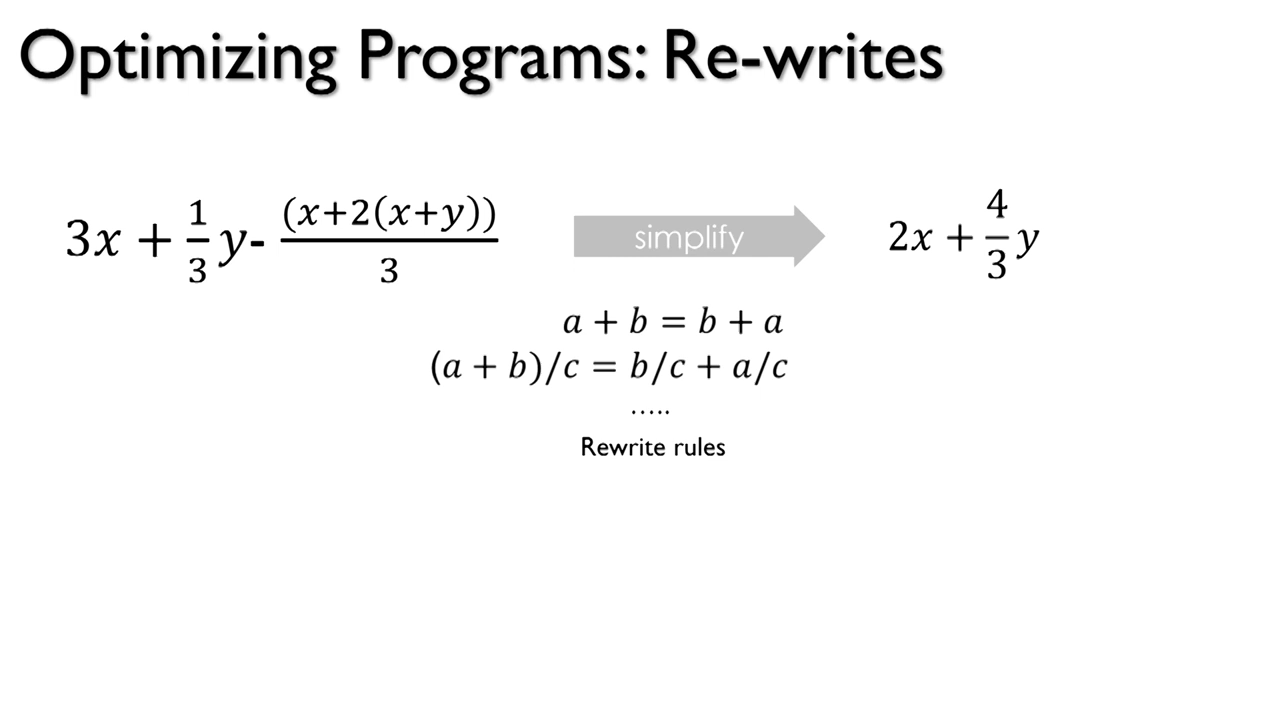 Optimizing Programs: Re-writes
3x + 1/3 y- (x+2(x+y))/3
simplify
2x + 4/3 y
a + b = b + a
(a + b)/c = b/c + a/c
.....
Rewrite rules